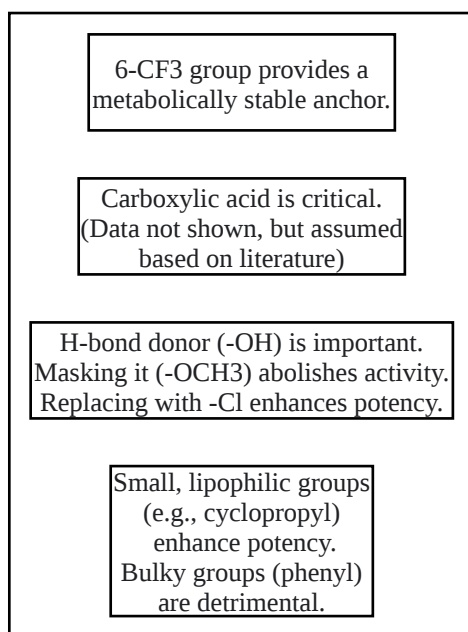 6-CF3 group provides a
metabolically stable anchor.
Carboxylic acid is critical.
(Data not shown, but assumed
based on literature)
H-bond donor (-OH) is important.
Masking it (-OCH3) abolishes activity.
Replacing with -Cl enhances potency.
Small, lipophilic groups
(e.g., cyclopropyl)
enhance potency.
Bulky groups (phenyl)
are detrimental.